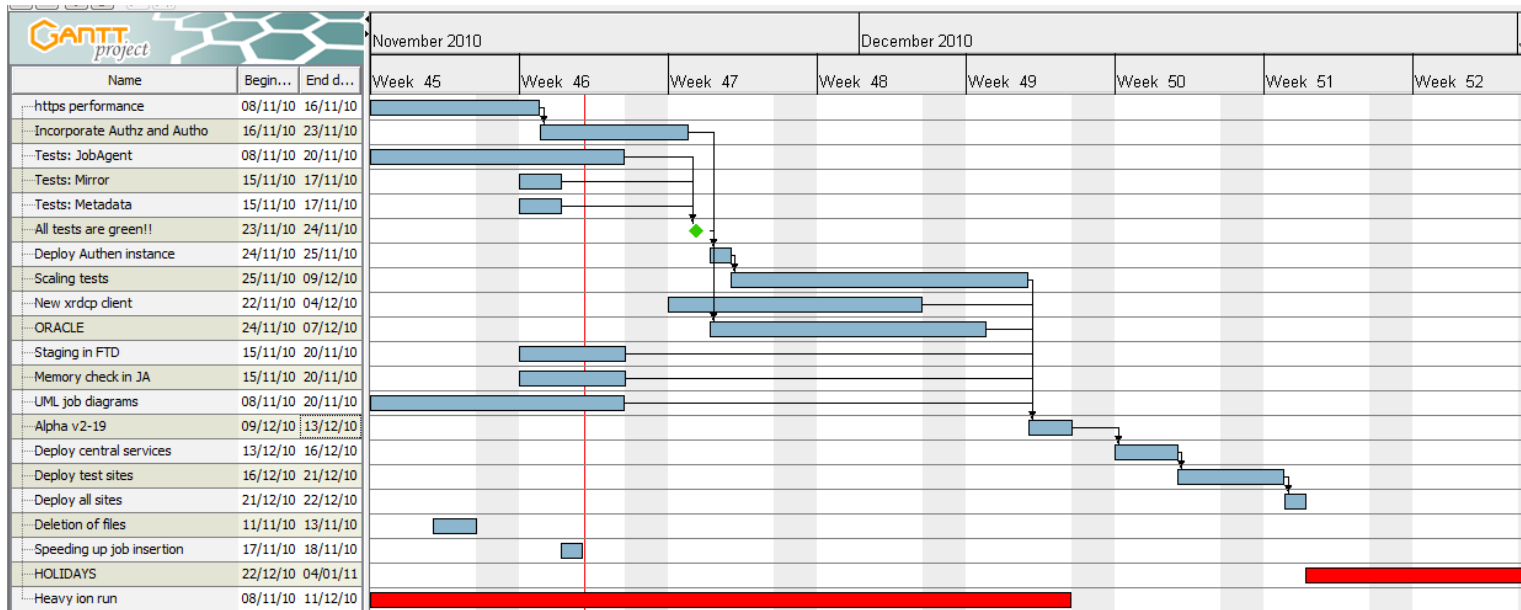 GANTT
project
November 2010 December 2010
Name Begin... End d... Week 45 Week 46 Week 47 Week 48 Week 49 Week 50 Week 51 Week 52
https performance 08/11/10 16/11/10
Incorporate Authz and Autho 16/11/10 23/11/10
Tests: JobAgent 08/11/10 20/11/10
Tests: Mirror 15/11/10 17/11/10
Tests: Metadata 15/11/10 17/11/10
All tests are green!! 23/11/10 24/11/10
Deploy Authen instance 24/11/10 25/11/10
Scaling tests 25/11/10 09/12/10
New xrdcp client 22/11/10 04/12/10
ORACLE 24/11/10 07/12/10
Staging in FTD 15/11/10 20/11/10
Memory check in JA 15/11/10 20/11/10
UML job diagrams 08/11/10 20/11/10
Alpha v2-19 09/12/10 13/12/10
Deploy central services 13/12/10 16/12/10
Deploy test sites 16/12/10 21/12/10
Deploy all sites 21/12/10 22/12/10
Deletion of files 11/11/10 13/11/10
Speeding up job insertion 17/11/10 18/11/10
HOLIDAYS 22/12/10 04/01/11
Heavy ion run 08/11/10 11/12/10